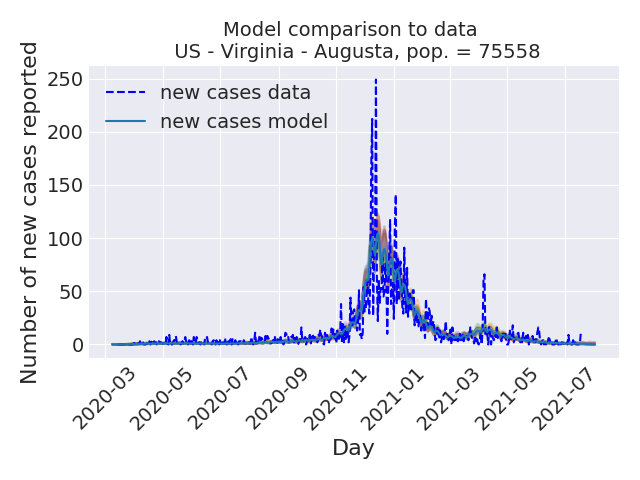 Model comparison to data
US - Virginia - Augusta, pop. = 75558
Number of new cases reported
250
200
150
100
50
0
new cases data
new cases model
2020-03
2020-05
2020-07
2020-09
2020-11
2021-01
2021-03
2021-05
2021-07
Day